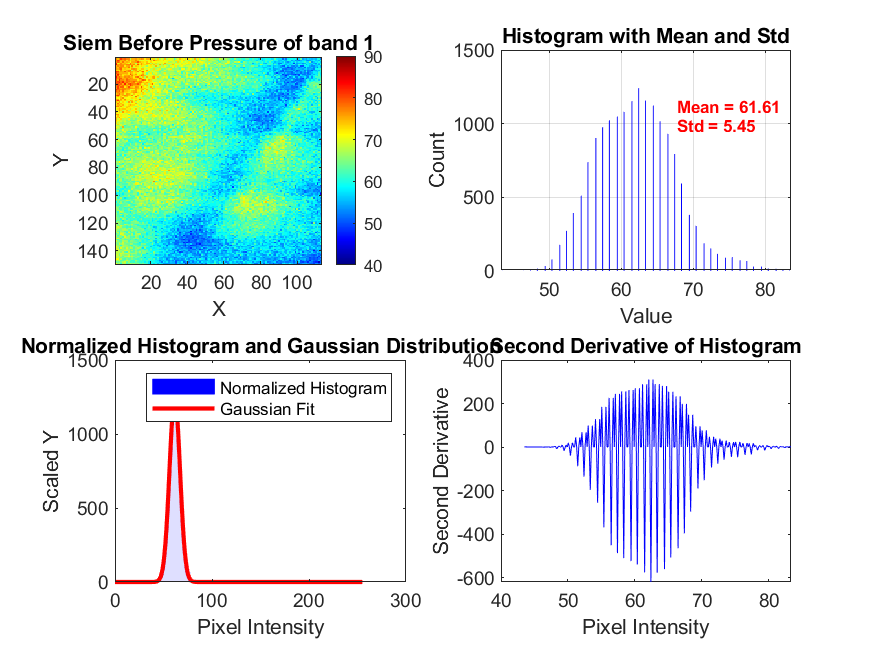 Siem Before Pressure of band 1
Y
20
40
60
80
100
120
140
20 40 60 80 100
X
90
80
70
60
50
40
Histogram with Mean and Std
Count
1500
1000
500
0
Mean = 61.61
Std = 5.45
50 60 70 80
Value
Normalized Histogram and Gaussian Distribution
Scaled Y
1500
1000
500
0
Normalized Histogram
Gaussian Fit
0 100 200 300
Pixel Intensity
Second Derivative of Histogram
Second Derivative
400
200
0
-200
-400
-600
40 50 60 70 80
Pixel Intensity